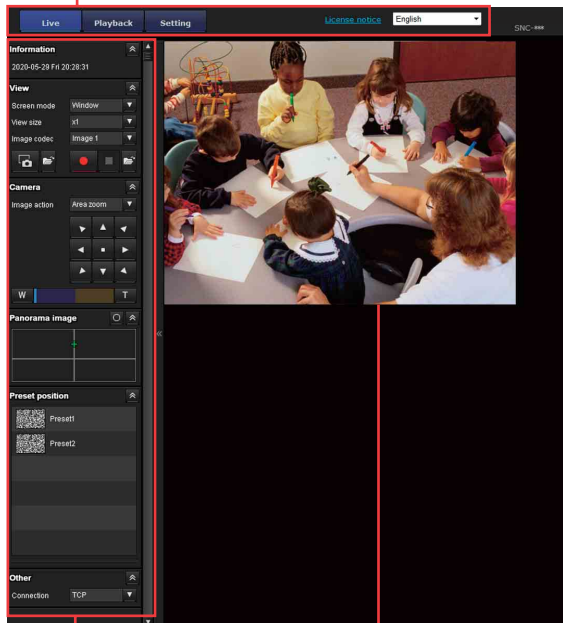 Live Playback Setting License notice English
SNC-***
Information
2020-05-29 Fri 20:28:31
View
Screen mode Window
View size x1
Image codec Image 1
Camera
Image action Area zoom
W T
Panorama image
Preset position
Preset1
Preset2
Other
Connection TCP